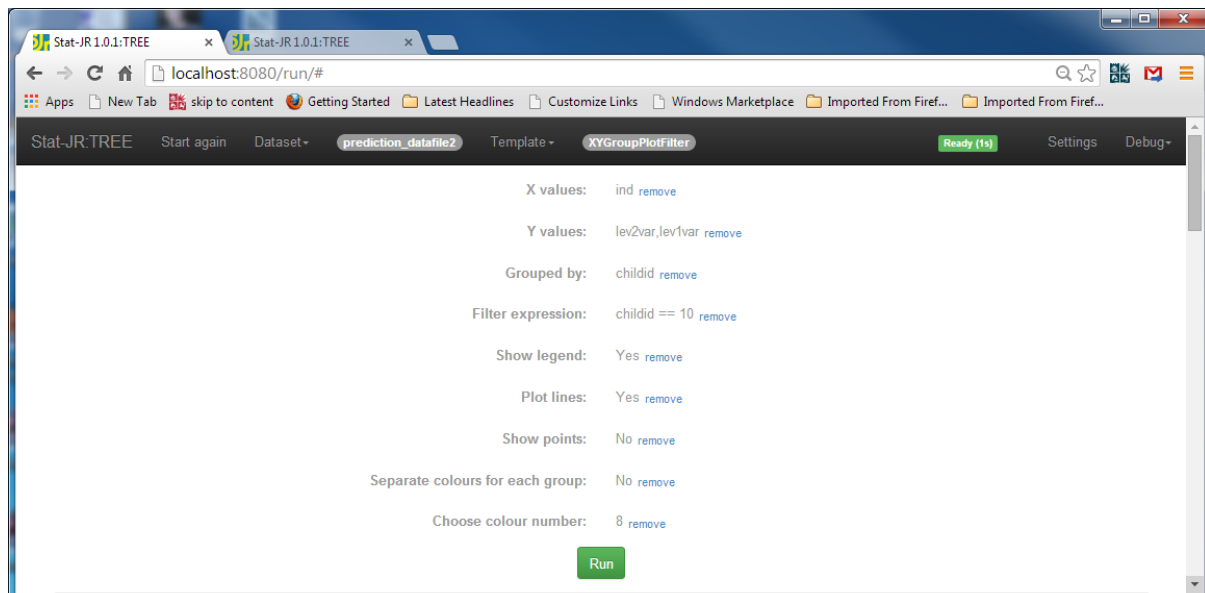 Stat-JR 1.0.1:TREE
Stat-JR 1.0.1:TREE
localhost:8080/run/#
Apps New Tab skip to content Getting Started Latest Headlines Customize Links Windows Marketplace Imported From Firef... Imported From Firef...
Stat-JR:TREE Start again Dataset prediction_datafile2 Template XYGroupPlotFilter Ready (1s) Settings Debug
X values: ind remove
Y values: lev2var,lev1var remove
Grouped by: childid remove
Filter expression: childid == 10 remove
Show legend: Yes remove
Plot lines: Yes remove
Show points: No remove
Separate colours for each group: No remove
Choose colour number: 8 remove
Run